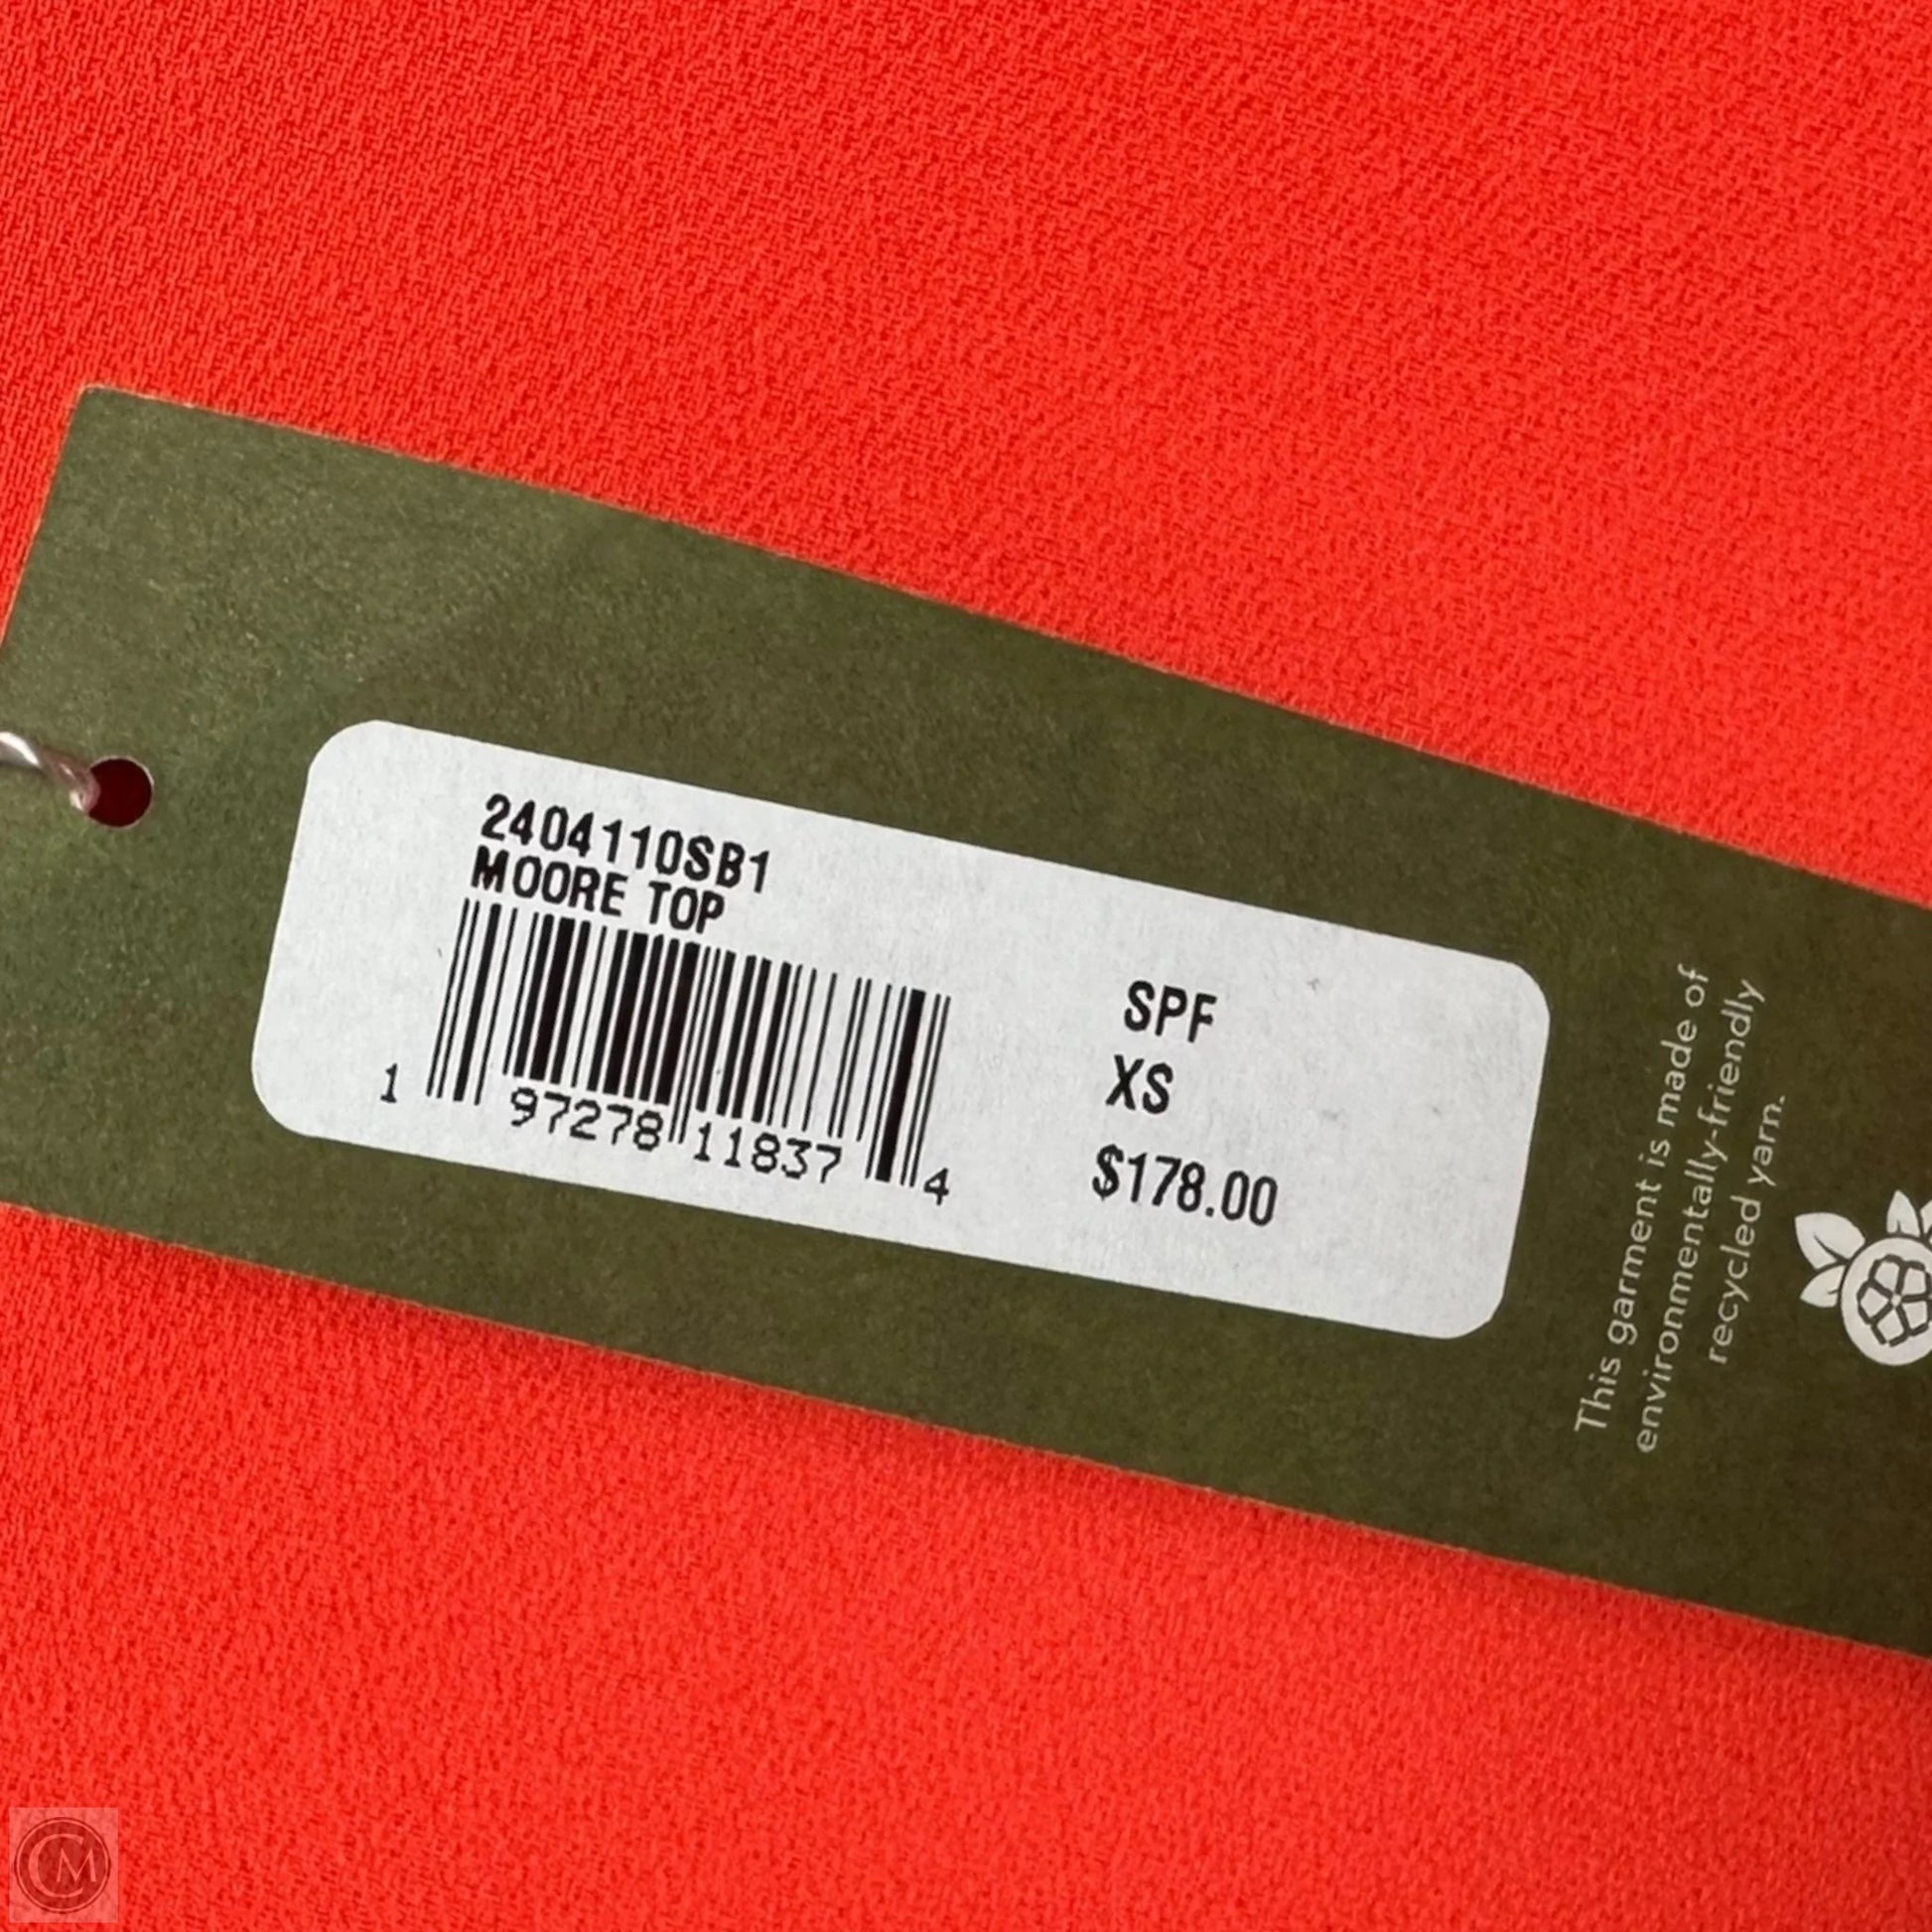 2404110SB1
MOORE TOP
1 97278 11837 4
SPF
XS
$178.00
This garment is made of
environmentally-friendly
recycled yarn.
CM